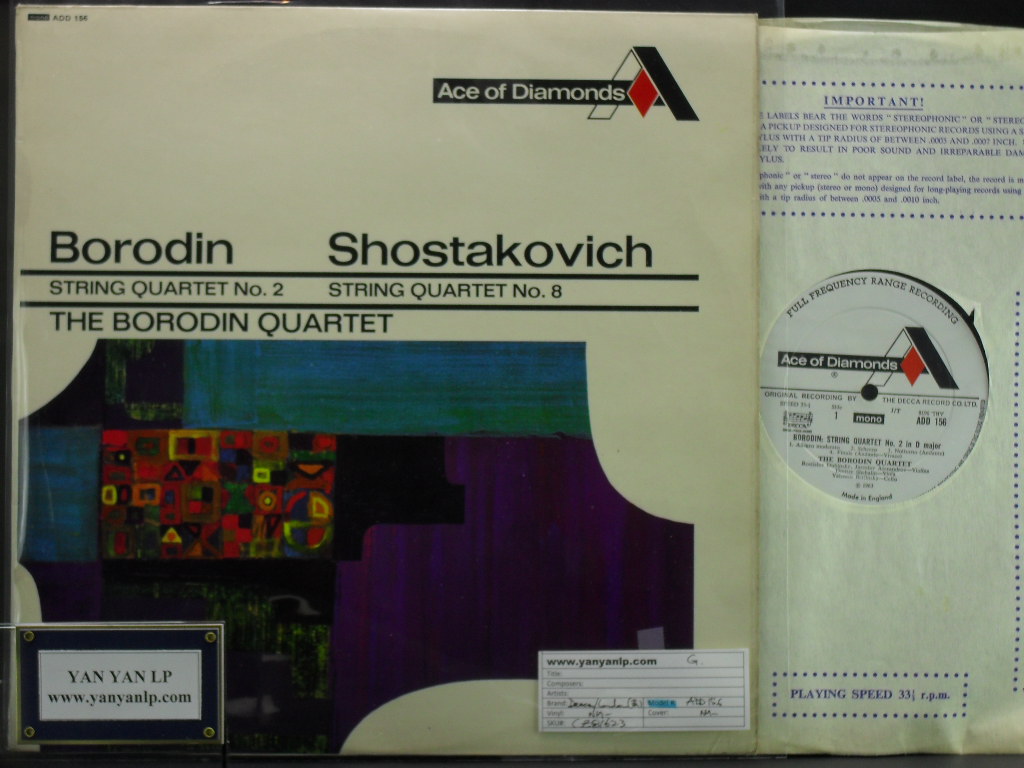 mono ADD 156
Ace of Diamonds
Borodin Shostakovich
STRING QUARTET No. 2 STRING QUARTET No. 8
THE BORODIN QUARTET
YAN YAN LP
www.yanyanlp.com
www.yanyanlp.com G.
Title:
Composers:
Artists:
Brand: Model #: ADD 156
Vinyl: Cover:
SKU#:
IMPORTANT!
LABELS BEAR THE WORDS "STEREOPHONIC" OR "STEREO
A PICKUP DESIGNED FOR STEREOPHONIC RECORDS USING A
WITH A TIP RADIUS OF BETWEEN .0005 AND .0007 INCH.
TO RESULT IN POOR SOUND AND IRREPARABLE
phonic" or "stereo" do not appear on the record label, the record is
with any pickup (stereo or mono) designed for long-playing records using
with a tip radius of between .0005 and .0010 inch.
FULL FREQUENCY RANGE RECORDING
Ace of Diamonds
ORIGINAL RECORDING BY THE DECCA RECORD CO. LTD.
SIDE 1 mono ADD 156
BORODIN: STRING QUARTET No. 2 in D major
THE BORODIN QUARTET
Made in England
PLAYING SPEED 33⅓ r.p.m.